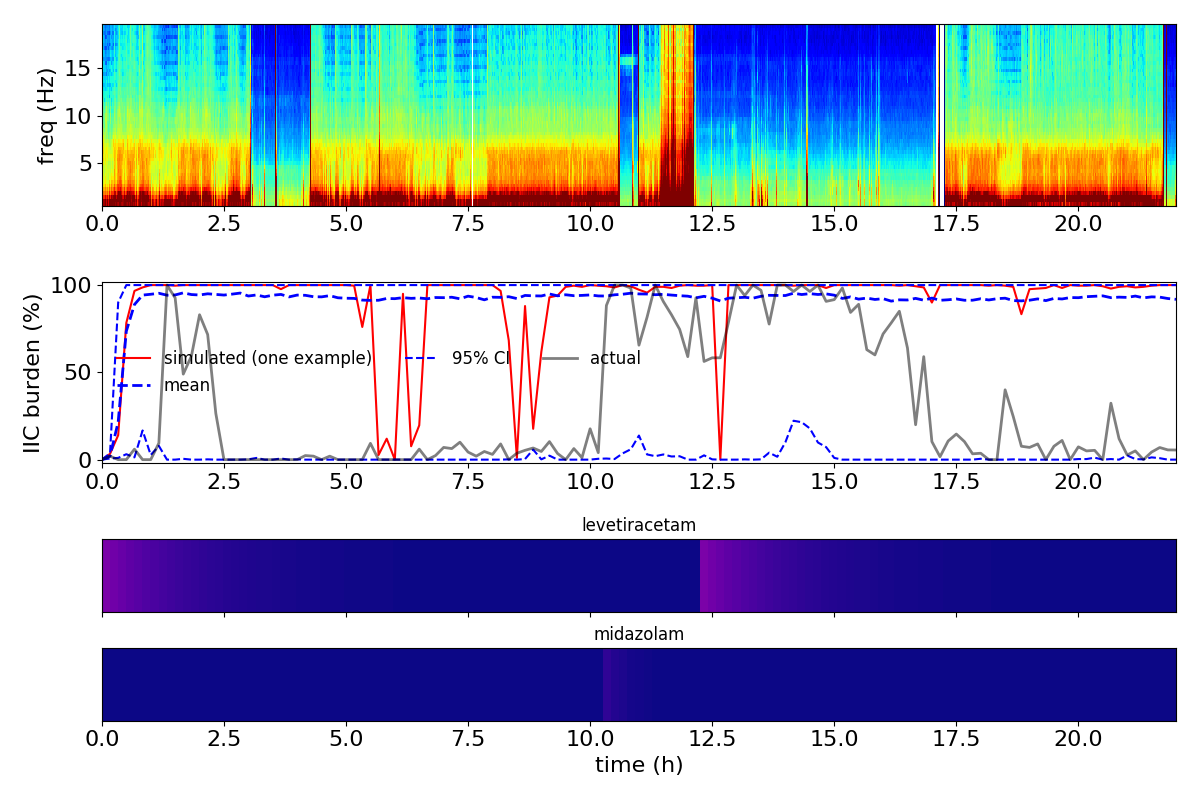 freq (Hz)
15
10
5
0.0 2.5 5.0 7.5 10.0 12.5 15.0 17.5 20.0
IIC burden (%)
100
50
0
simulated (one example) 95% CI actual
mean
0.0 2.5 5.0 7.5 10.0 12.5 15.0 17.5 20.0
levetiracetam
midazolam
0.0 2.5 5.0 7.5 10.0 12.5 15.0 17.5 20.0
time (h)